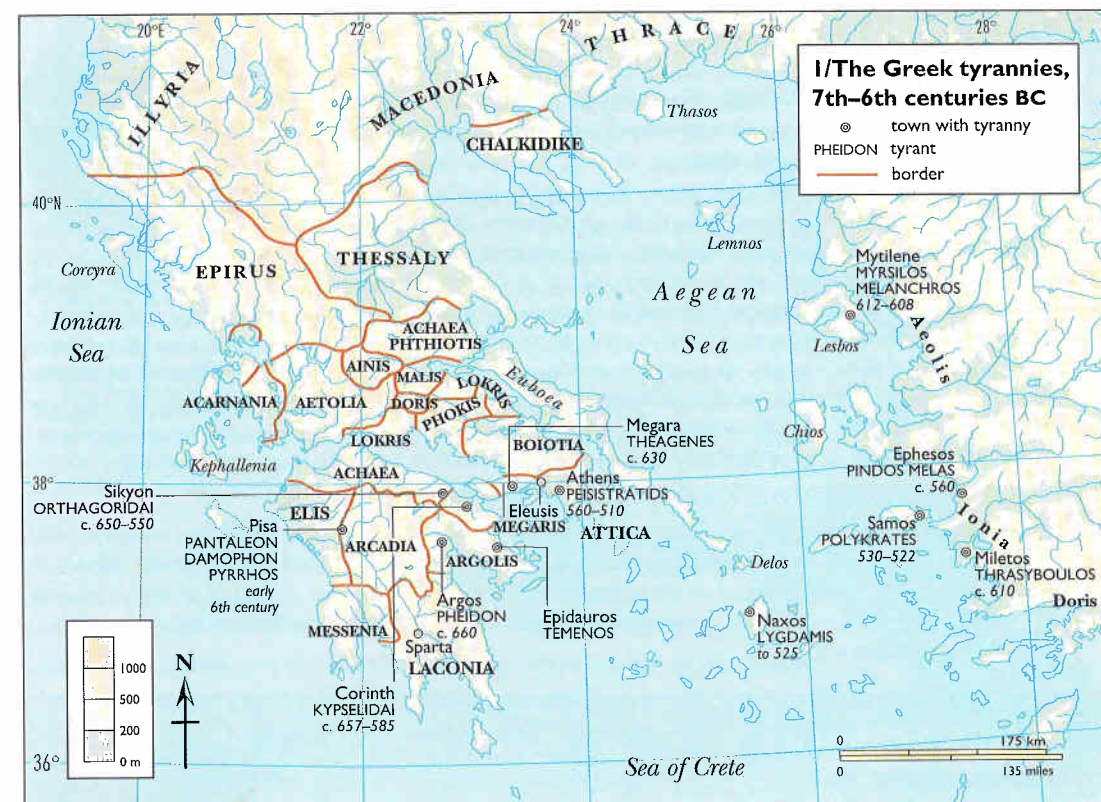 20°E
22°
24°
26°
28°
THRACE
ILLYRIA
MACEDONIA
CHALKIDIKE
Thasos
1/The Greek tyrannies,
7th–6th centuries BC
town with tyranny
PHEIDON tyrant
border
40°N
Corcyra
EPIRUS
THESSALY
Lemnos
Aegean
Sea
Ionian
Sea
Mytilene
MYRSILOS
MELANCHROS
612–608
Lesbos
Aeolis
ACHAEA
PHTHIOTIS
AINIS
MALIS
LOKRIS
Euboea
ACARNANIA
AETOLIA
DORIS
PHOKIS
LOKRIS
BOIOTIA
Megara
THEAGENES
c. 630
Chios
Kephallenia
ACHAEA
38°
Sikyon
ORTHAGORIDAI
c. 650–550
Eleusis
Athens
PEISISTRATIDS
560–510
Ephesos
PINDOS MELAS
c. 560
ELIS
MEGARIS
ATTICA
Pisa
PANTALEON
DAMOPHON
PYRRHOS
early
6th century
ARCADIA
ARGOLIS
Samos
POLYKRATES
530–522
Ionia
Delos
Miletos
THRASYBOULOS
c. 610
Doris
Argos
PHEIDON
c. 660
Epidauros
TEMENOS
Naxos
LYGDAMIS
to 525
MESSENIA
Sparta
LACONIA
Corinth
KYPSELIDAI
c. 657–585
1000
500
200
0 m
N
36°
Sea of Crete
0 175 km
0 135 miles